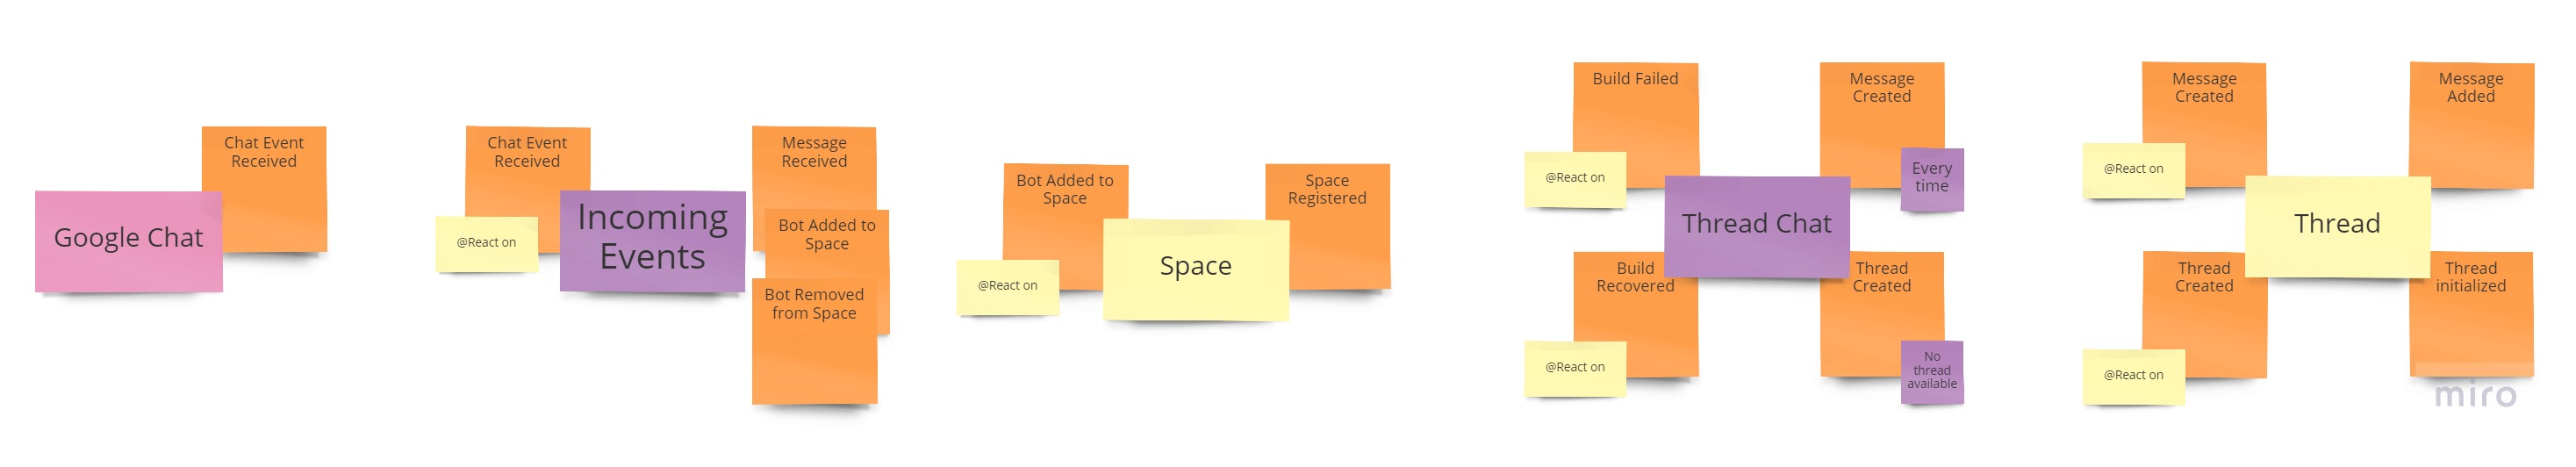 Google Chat
Chat Event
Received
Chat Event
Received
@React on
Incoming
Events
Message
Received
Bot Added to
Space
Bot Removed
from Space
Bot Added to
Space
@React on
Space
Space
Registered
Build Failed
@React on
Build
Recovered
@React on
Thread Chat
Message
Created
Every
time
Thread
Created
No
thread
available
Message
Created
@React on
Thread
Created
@React on
Thread
Message
Added
Thread
initialized
miro